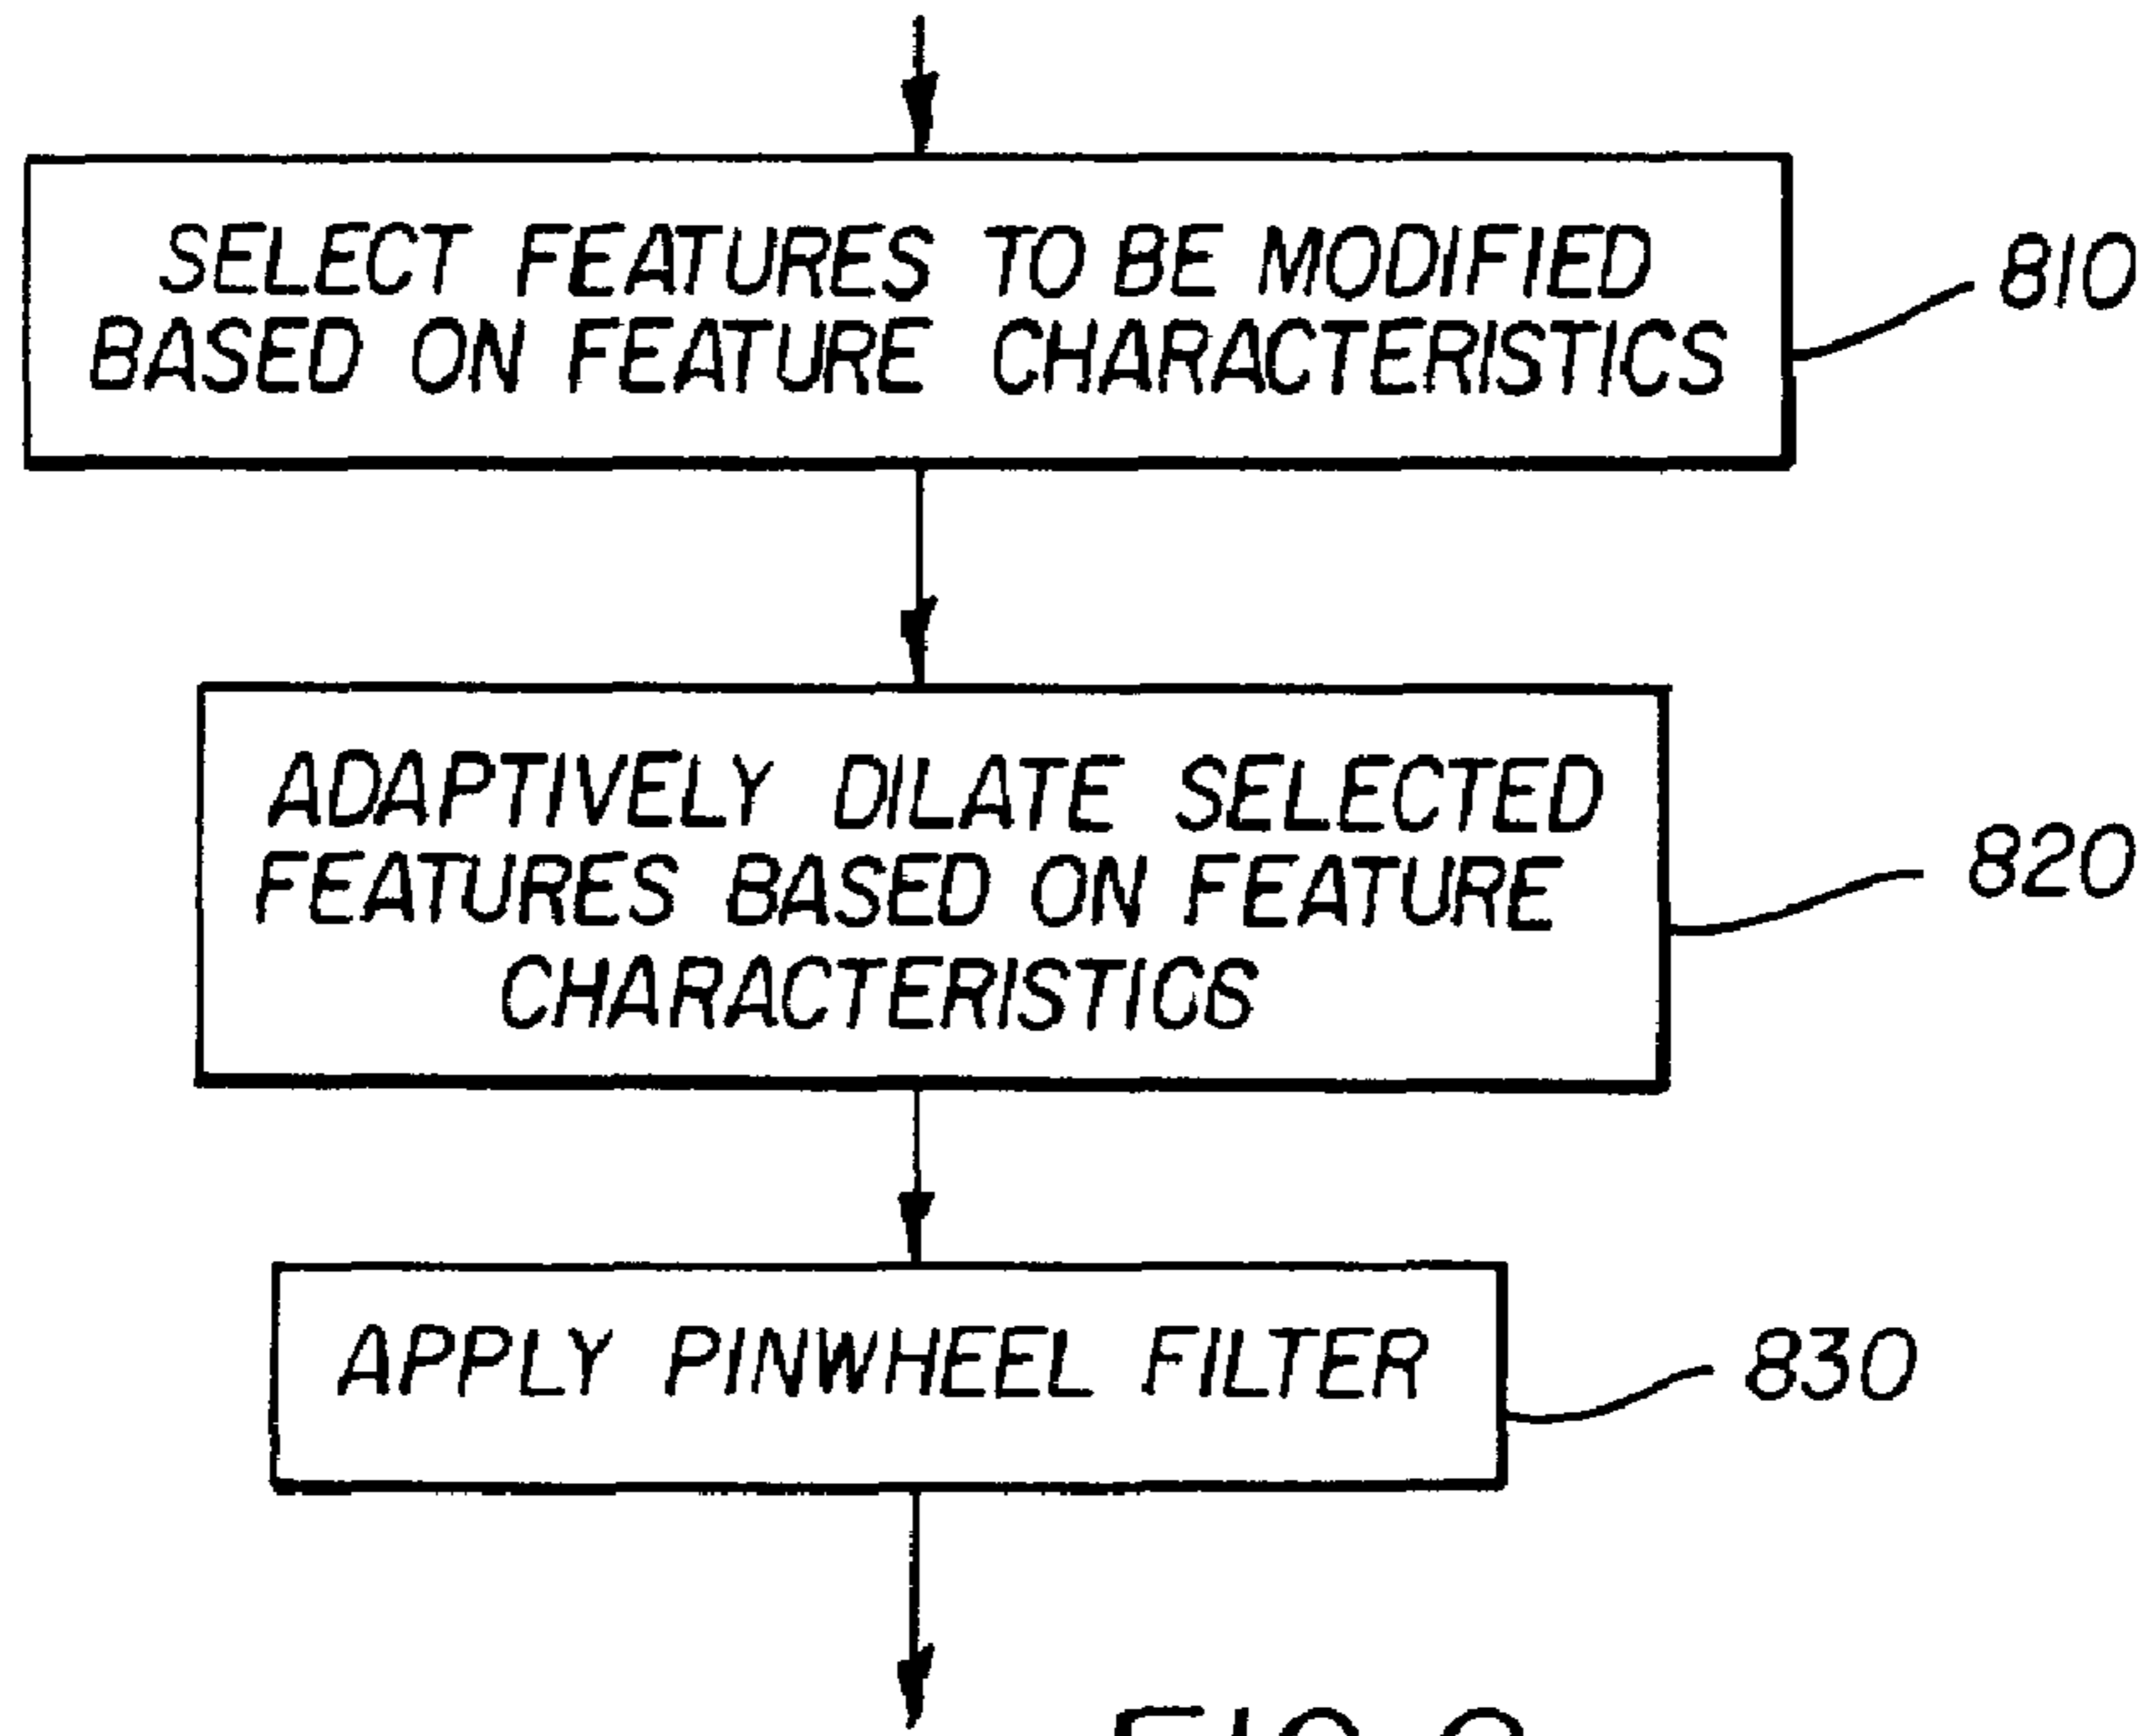 SELECT FEATURES TO BE MODIFIED
BASED ON FEATURE CHARACTERISTICS
810
ADAPTIVELY DILATE SELECTED
FEATURES BASED ON FEATURE
CHARACTERISTICS
820
APPLY PINWHEEL FILTER
830